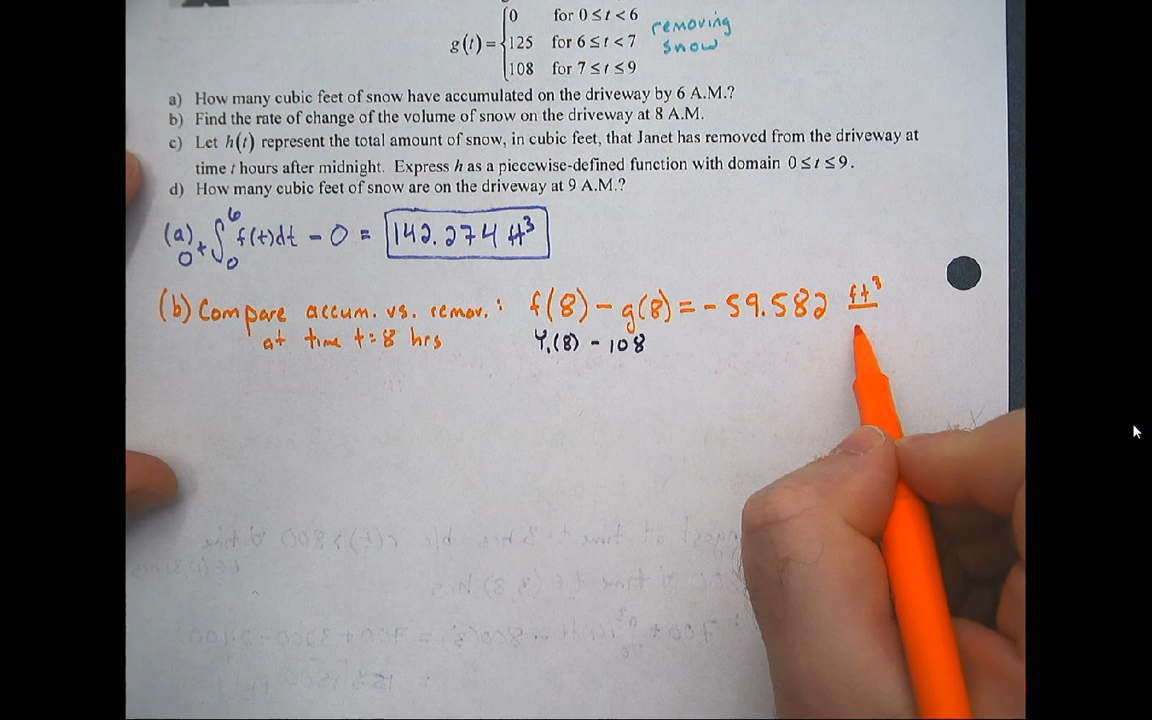 g(t) = { 0 for 0 ≤ t < 6
125 for 6 ≤ t < 7
108 for 7 ≤ t ≤ 9
removing
snow
a) How many cubic feet of snow have accumulated on the driveway by 6 A.M.?
b) Find the rate of change of the volume of snow on the driveway at 8 A.M.
c) Let h(t) represent the total amount of snow, in cubic feet, that Janet has removed from the driveway at
time t hours after midnight. Express h as a piecewise-defined function with domain 0 ≤ t ≤ 9.
d) How many cubic feet of snow are on the driveway at 9 A.M.?
(a) 0 + ∫₀⁶ f(t)dt - 0 = 142.274 ft³
(b) Compare accum. vs. remov. : f(8) - g(8) = - 59.582 ft³
at time t=8 hrs Y₁(8) - 108